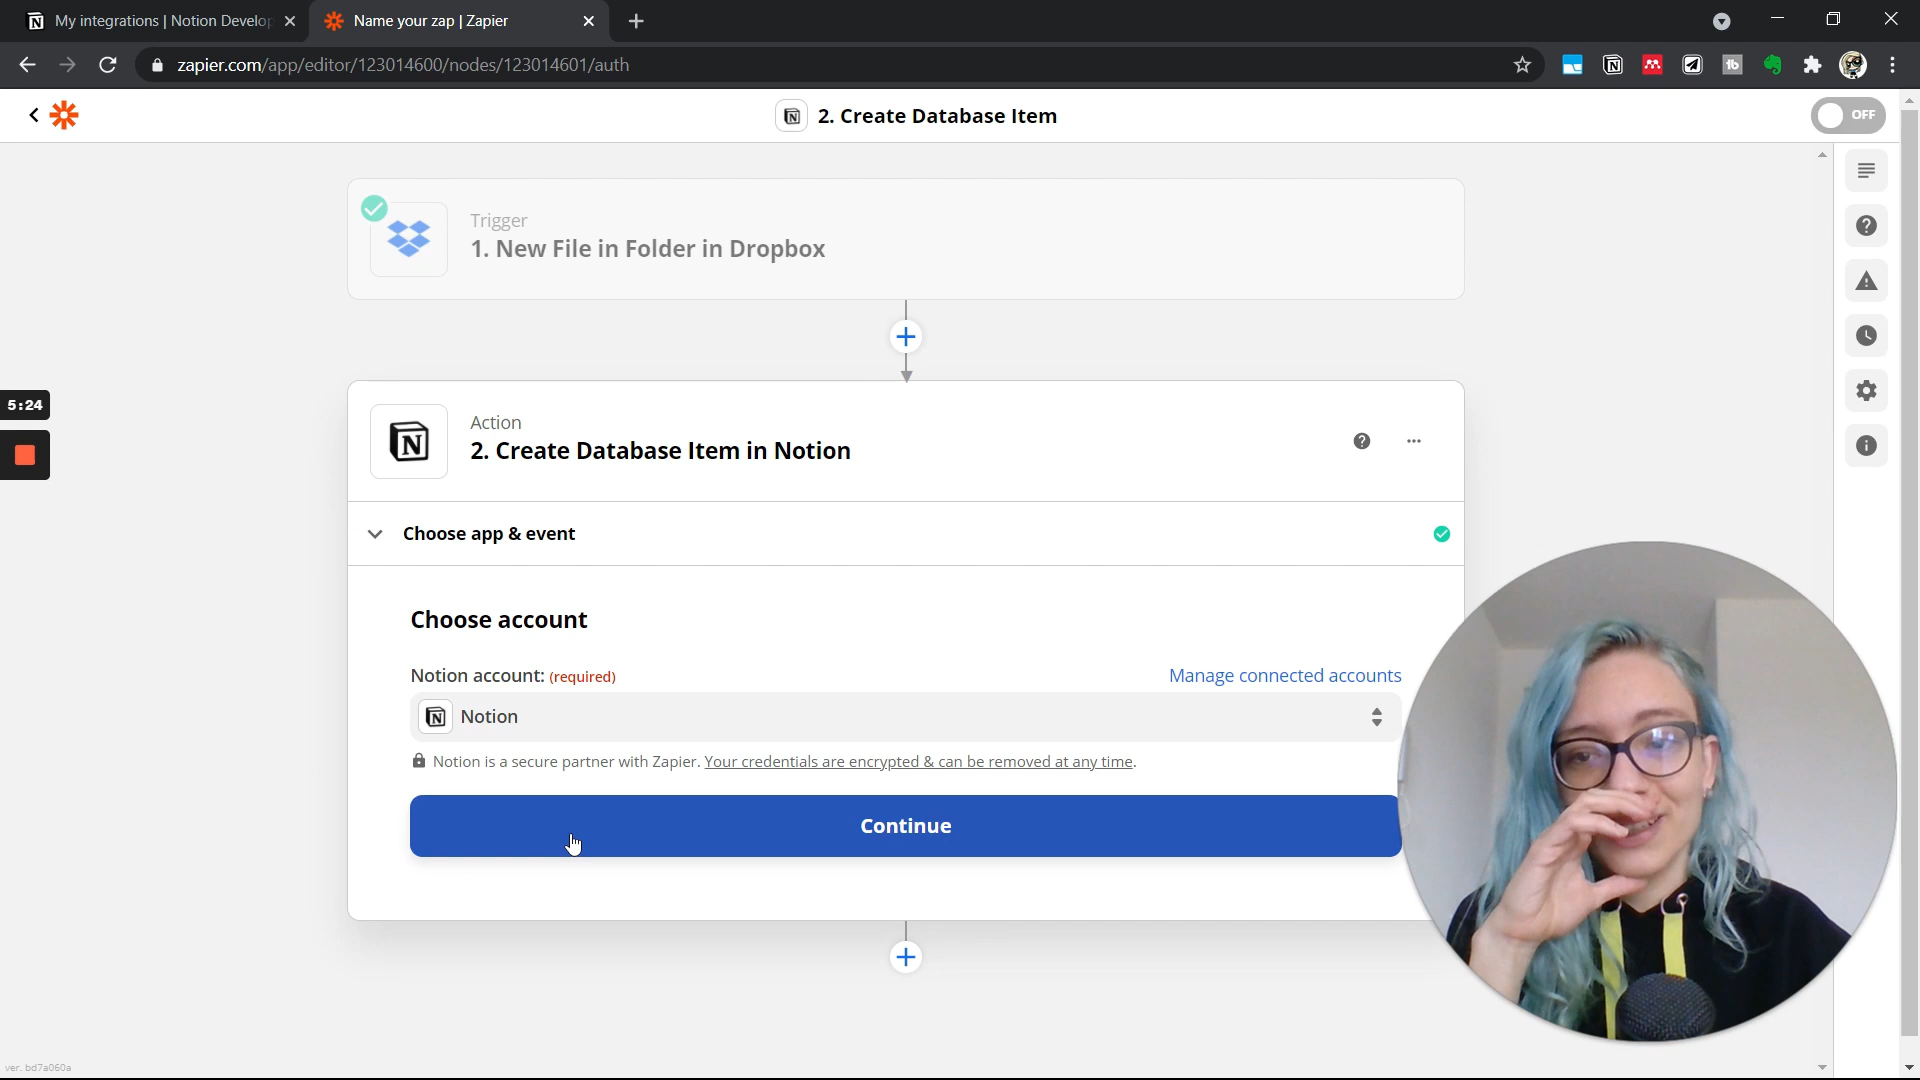 My integrations | Notion Develop
Name your zap | Zapier
zapier.com/app/editor/123014600/nodes/123014601/auth
2. Create Database Item
OFF
Trigger
1. New File in Folder in Dropbox
5:24
Action
2. Create Database Item in Notion
Choose app & event
Choose account
Notion account: (required)
Manage connected accounts
Notion
Notion is a secure partner with Zapier. Your credentials are encrypted & can be removed at any time.
Continue
ver. bd7a060a